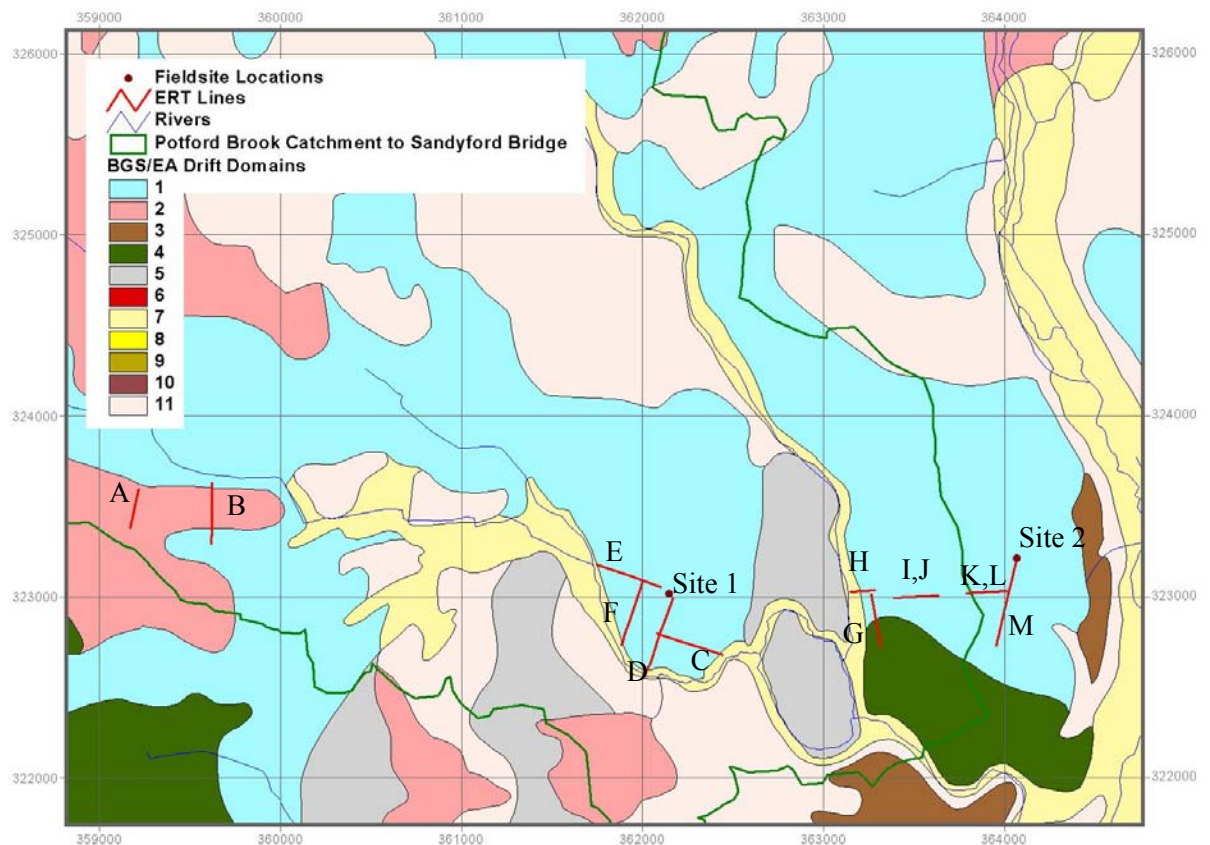 359000 360000 361000 362000 363000 364000
326000 326000
Fieldsite Locations
ERT Lines
Rivers
Potford Brook Catchment to Sandyford Bridge
BGS/EA Drift Domains
1
2
3
4
5
6
7
8
9
10
11
325000 325000
324000 324000
A
B
E
Site 1
F
D
C
H
I,J
K,L
Site 2
G
M
323000 323000
322000 322000
359000 360000 361000 362000 363000 364000